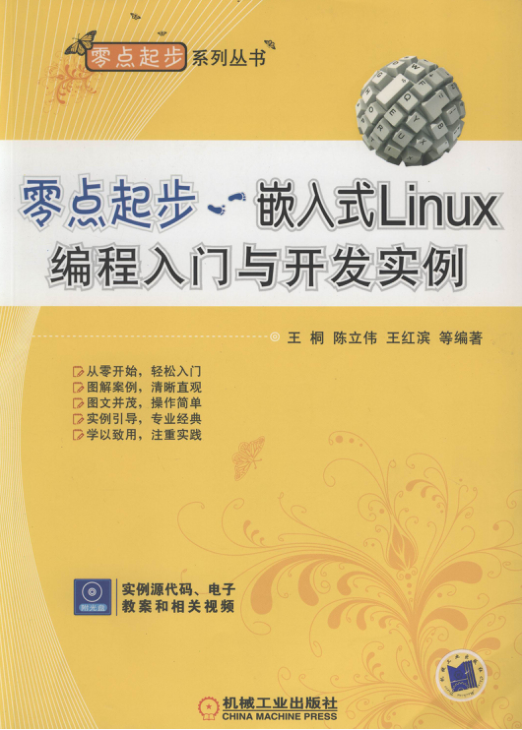 零点起步 系列丛书
零点起步 嵌入式Linux
编程入门与开发实例
王 桐 陈立伟 王红滨 等编著
从零开始，轻松入门
图解案例，清晰直观
图文并茂，操作简单
实例引导，专业经典
学以致用，注重实践
附光盘
实例源代码、电子
教案和相关视频
机械工业出版社
CHINA MACHINE PRESS